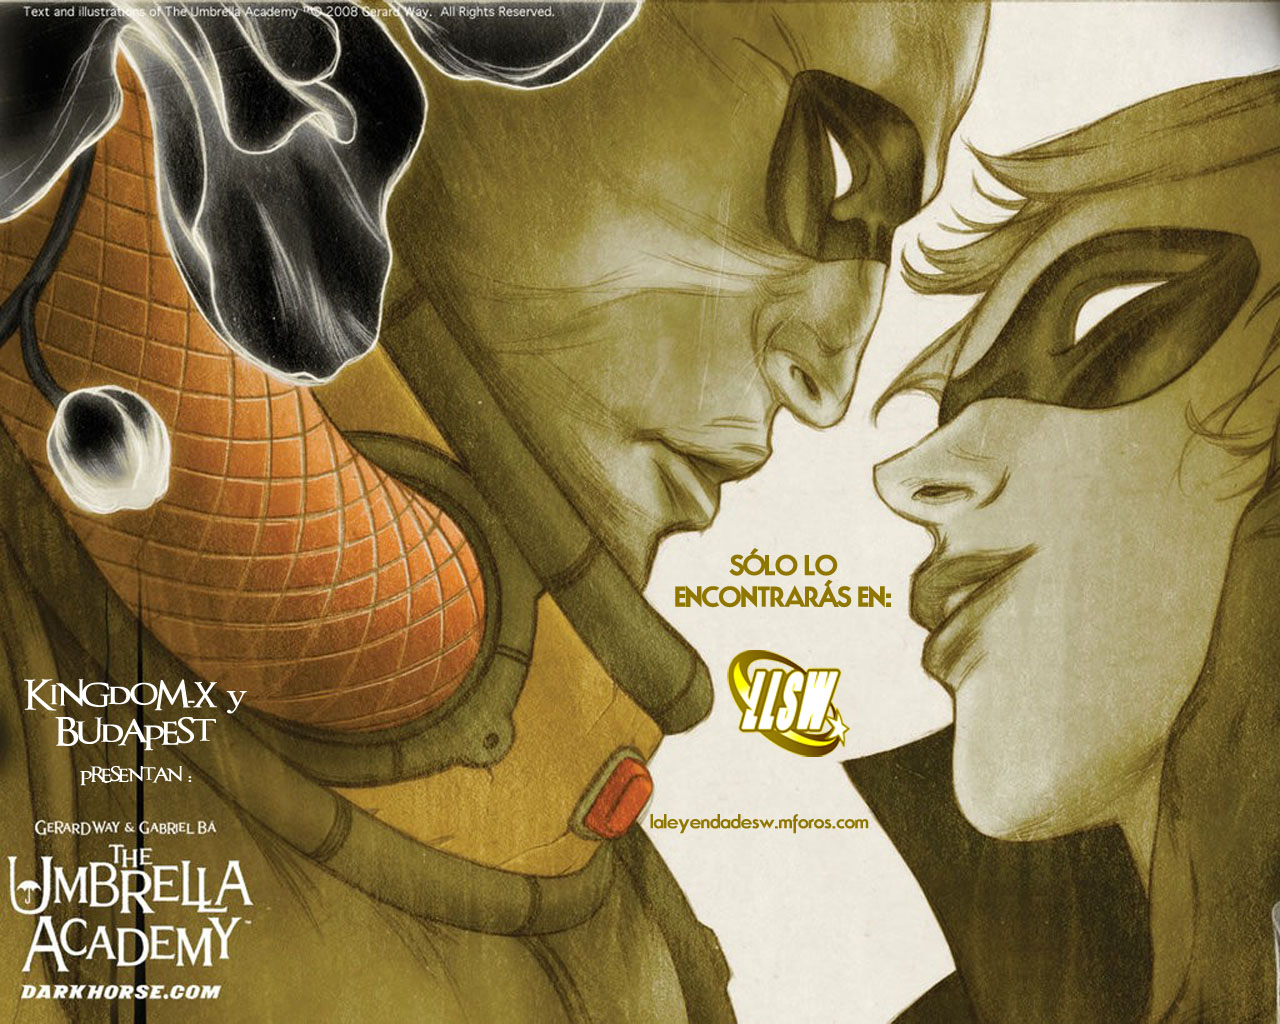 Text and illustrations of The Umbrella Academy ™© 2008 Gerard Way. All Rights Reserved.
SÓLO LO
ENCONTRARÁS EN:
LLSW
laleyendadesw.mforos.com
KINGDOM-X y
BUDAPEST
PRESENTAN :
GERARD WAY & GABRIEL BÁ
THE
UMBRELLA
ACADEMY™
DARKHORSE.COM